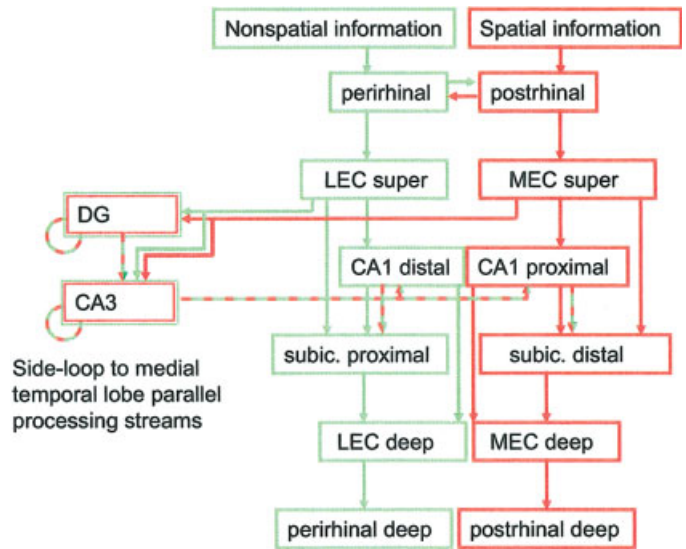 Nonspatial information
Spatial information
perirhinal
postrhinal
LEC super
MEC super
DG
CA1 distal
CA1 proximal
CA3
subic. proximal
subic. distal
Side-loop to medial
temporal lobe parallel
processing streams
LEC deep
MEC deep
perirhinal deep
postrhinal deep